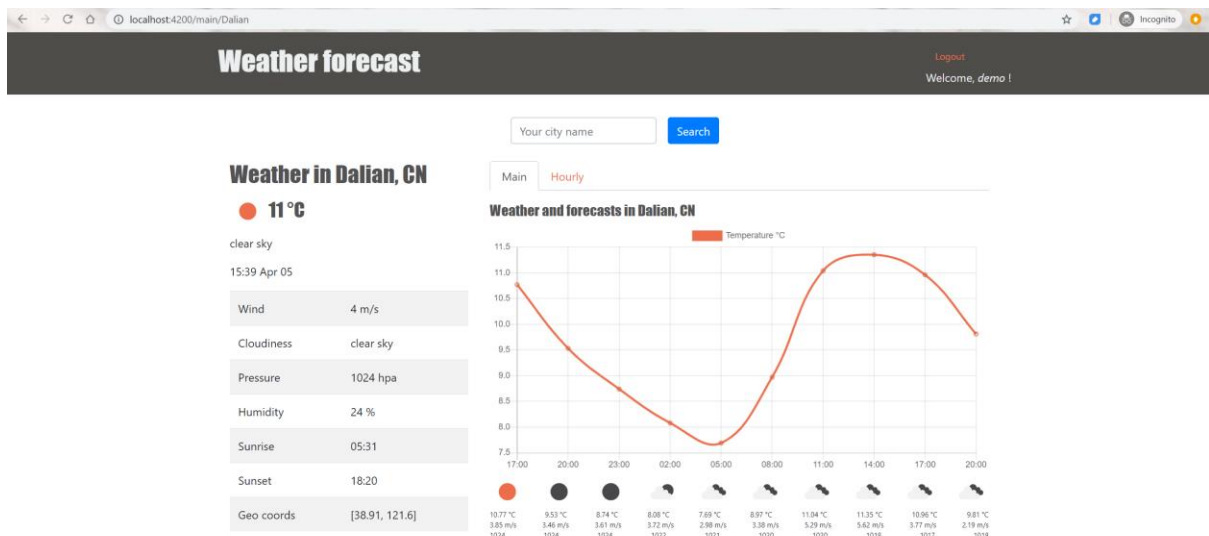 localhost:4200/main/Dalian
Incognito
Weather forecast
Logout
Welcome, demo !
Your city name
Search
Weather in Dalian, CN
11 °C
clear sky
15:39 Apr 05
Wind 4 m/s
Cloudiness clear sky
Pressure 1024 hpa
Humidity 24 %
Sunrise 05:31
Sunset 18:20
Geo coords [38.91, 121.6]
Main Hourly
Weather and forecasts in Dalian, CN
Temperature °C
11.5
11.0
10.5
10.0
9.5
9.0
8.5
8.0
7.5
17:00 20:00 23:00 02:00 05:00 08:00 11:00 14:00 17:00 20:00
10.77 °C 9.53 °C 8.74 °C 8.08 °C 7.69 °C 8.97 °C 11.04 °C 11.35 °C 10.96 °C 9.81 °C
3.85 m/s 3.46 m/s 3.61 m/s 3.72 m/s 2.98 m/s 3.38 m/s 5.29 m/s 5.62 m/s 3.77 m/s 2.19 m/s